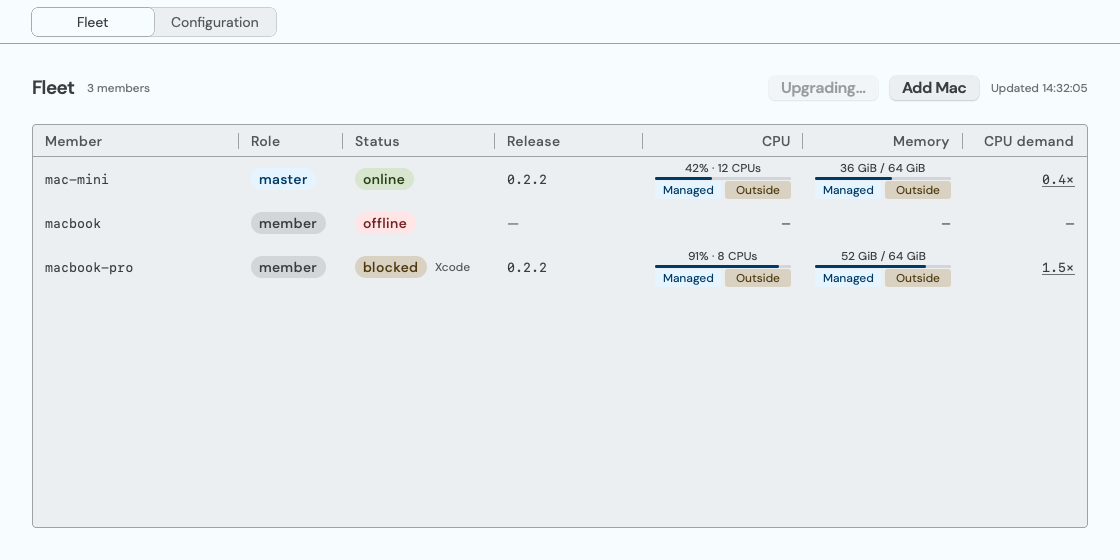 Fleet Configuration
Fleet 3 members Upgrading... Add Mac Updated 14:32:05
Member Role Status Release CPU Memory CPU demand
mac-mini master online 0.2.2 42% · 12 CPUs 36 GiB / 64 GiB 0.4×
Managed Outside Managed Outside
macbook member offline — — — —
macbook-pro member blocked Xcode 0.2.2 91% · 8 CPUs 52 GiB / 64 GiB 1.5×
Managed Outside Managed Outside